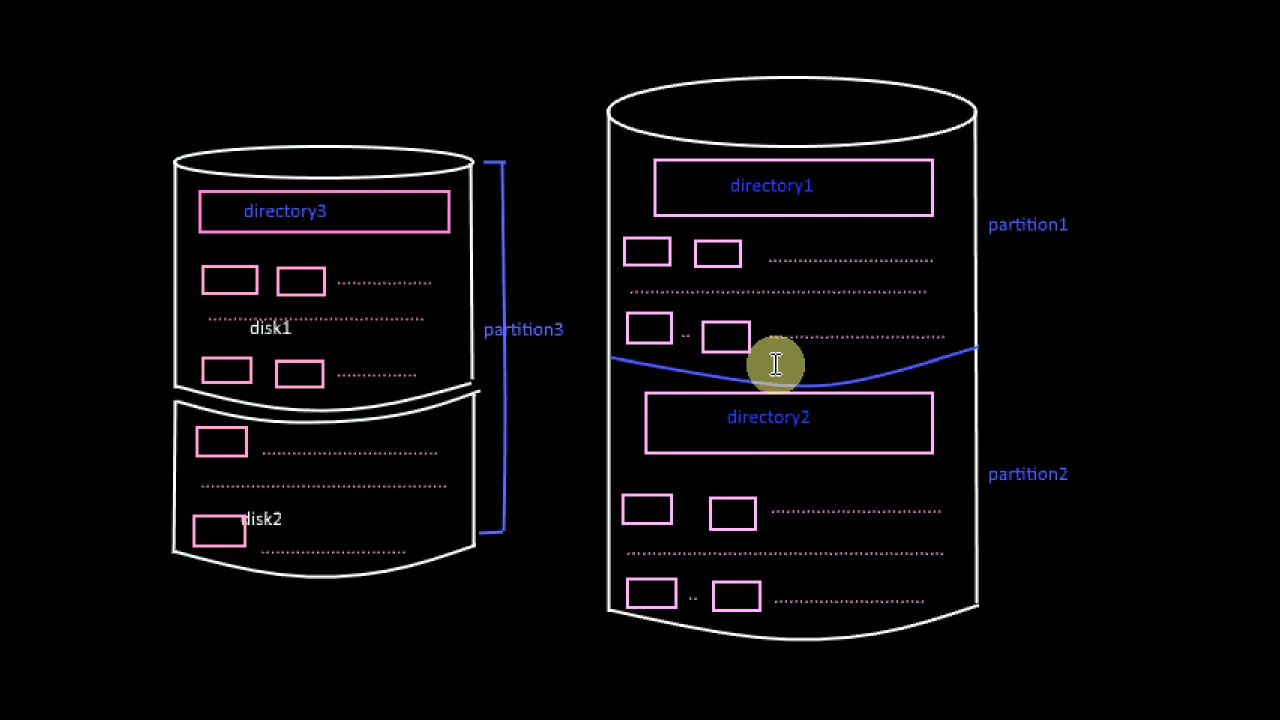 directory3
disk1
disk2
partition3
directory1
partition1
directory2
partition2